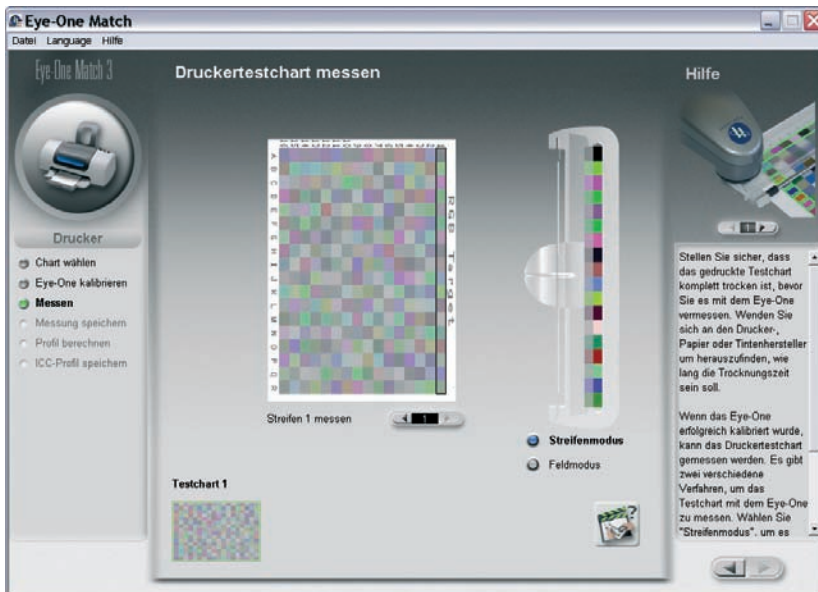 Eye-One Match
Datei Language Hilfe
Eye-One Match 3
Drucker
Chart wählen
Eye-One kalibrieren
Messen
Messung speichern
Profil berechnen
ICC-Profil speichern
Druckertestchart messen
A
B
C
D
E
F
G
H
I
J
K
L
M
N
O
P
Q
R
RGB Target
Streifen 1 messen
1
Streifenmodus
Feldmodus
Testchart 1
Hilfe
1
Stellen Sie sicher, dass
das gedruckte Testchart
komplett trocken ist, bevor
Sie es mit dem Eye-One
vermessen. Wenden Sie
sich an den Drucker-,
Papier oder Tintenhersteller
um herauszufinden, wie
lang die Trocknungszeit
sein soll.
Wenn das Eye-One
erfolgreich kalibriert wurde,
kann das Druckertestchart
gemessen werden. Es gibt
zwei verschiedene
Verfahren, um das
Testchart mit dem Eye-One
zu messen. Wählen Sie
"Streifenmodus", um es